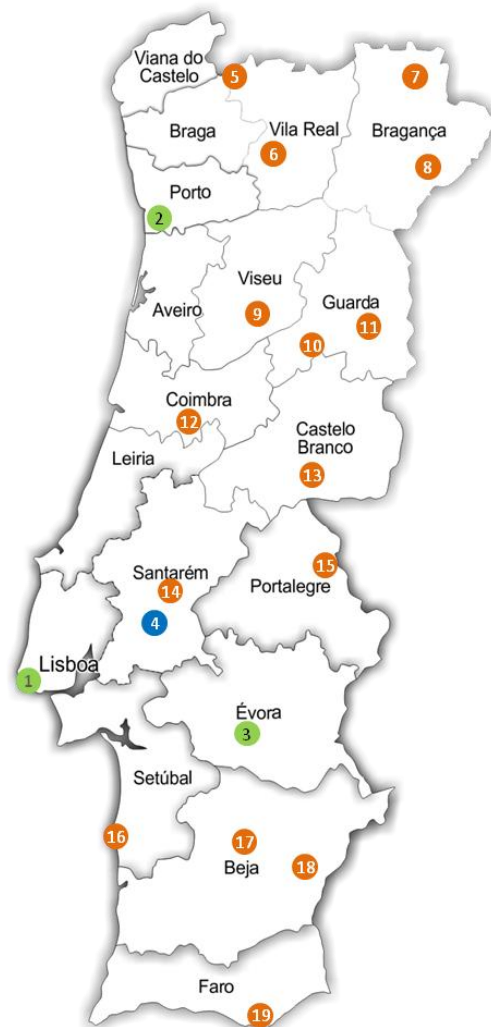 Viana do
Castelo
5
7
Braga
Vila Real
Bragança
6
8
Porto
2
Viseu
Guarda
Aveiro
9
11
10
Coimbra
12
Castelo
Branco
Leiria
13
15
Santarém
Portalegre
14
4
Lisboa
1
Évora
3
Setúbal
16
17
Beja
18
Faro
19